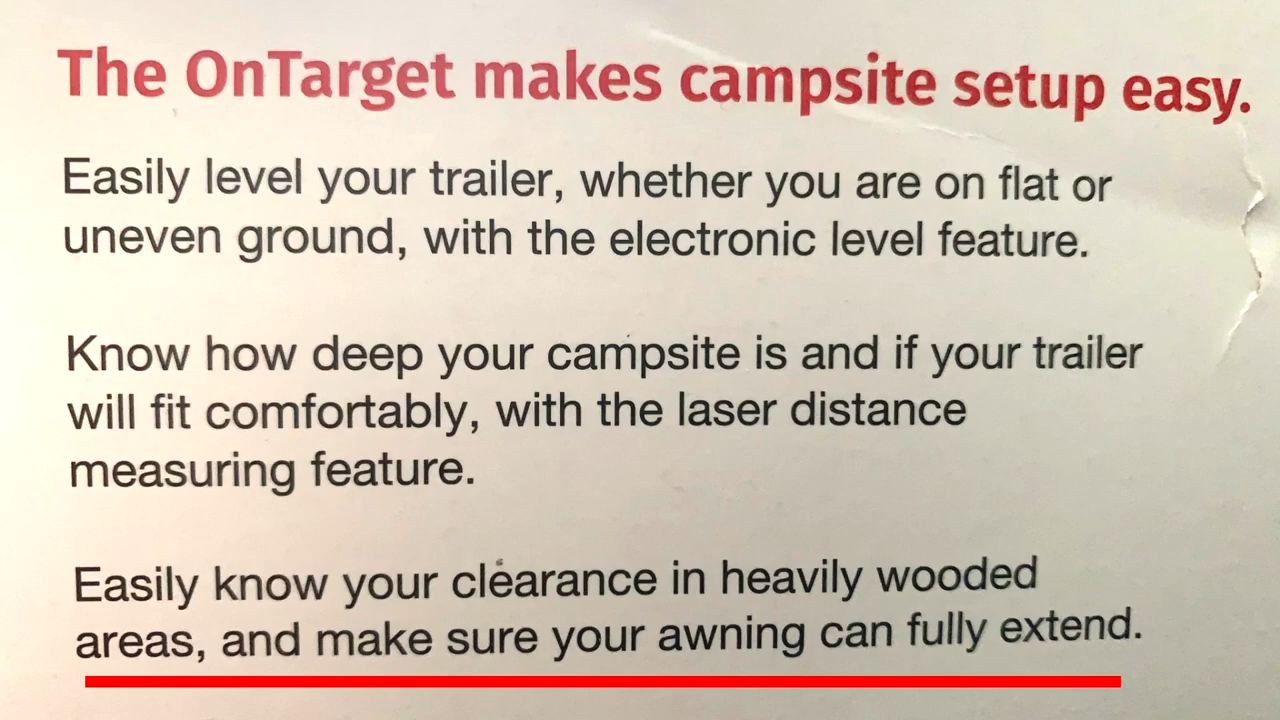 The OnTarget makes campsite setup easy.
Easily level your trailer, whether you are on flat or
uneven ground, with the electronic level feature.
Know how deep your campsite is and if your trailer
will fit comfortably, with the laser distance
measuring feature.
Easily know your clearance in heavily wooded
areas, and make sure your awning can fully extend.